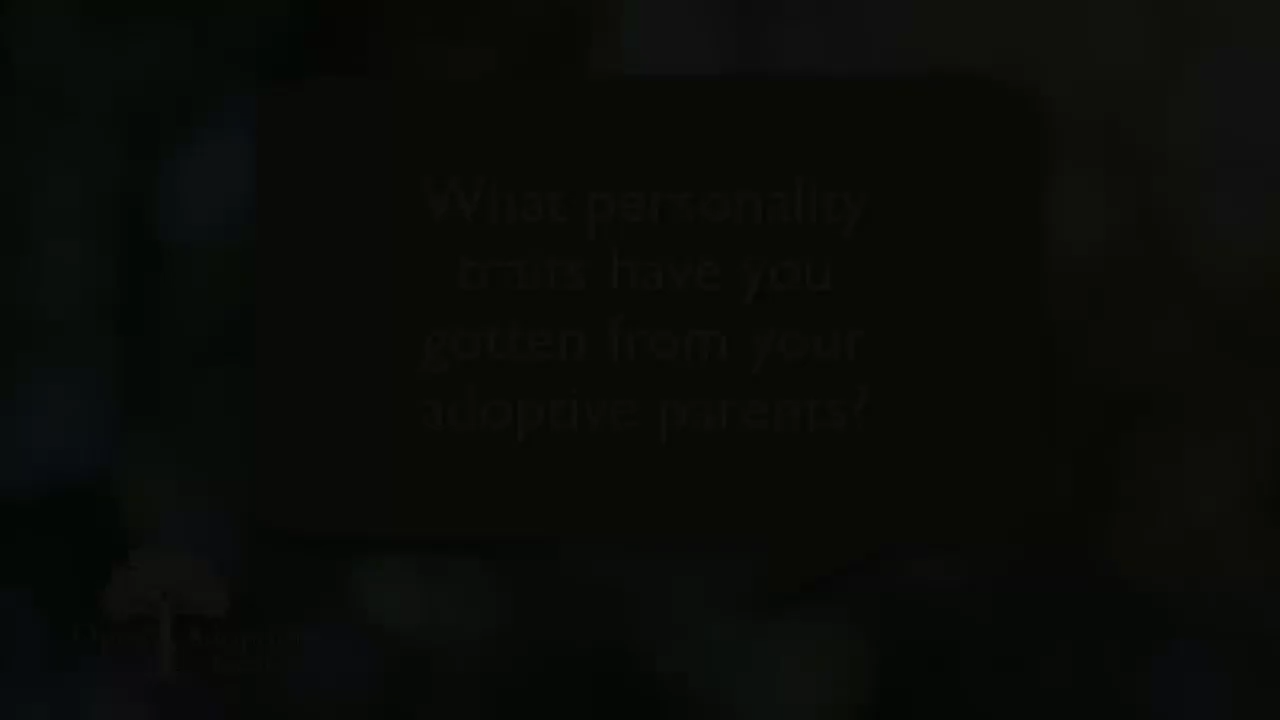 What personality
traits have you
gotten from your
adoptive parents?